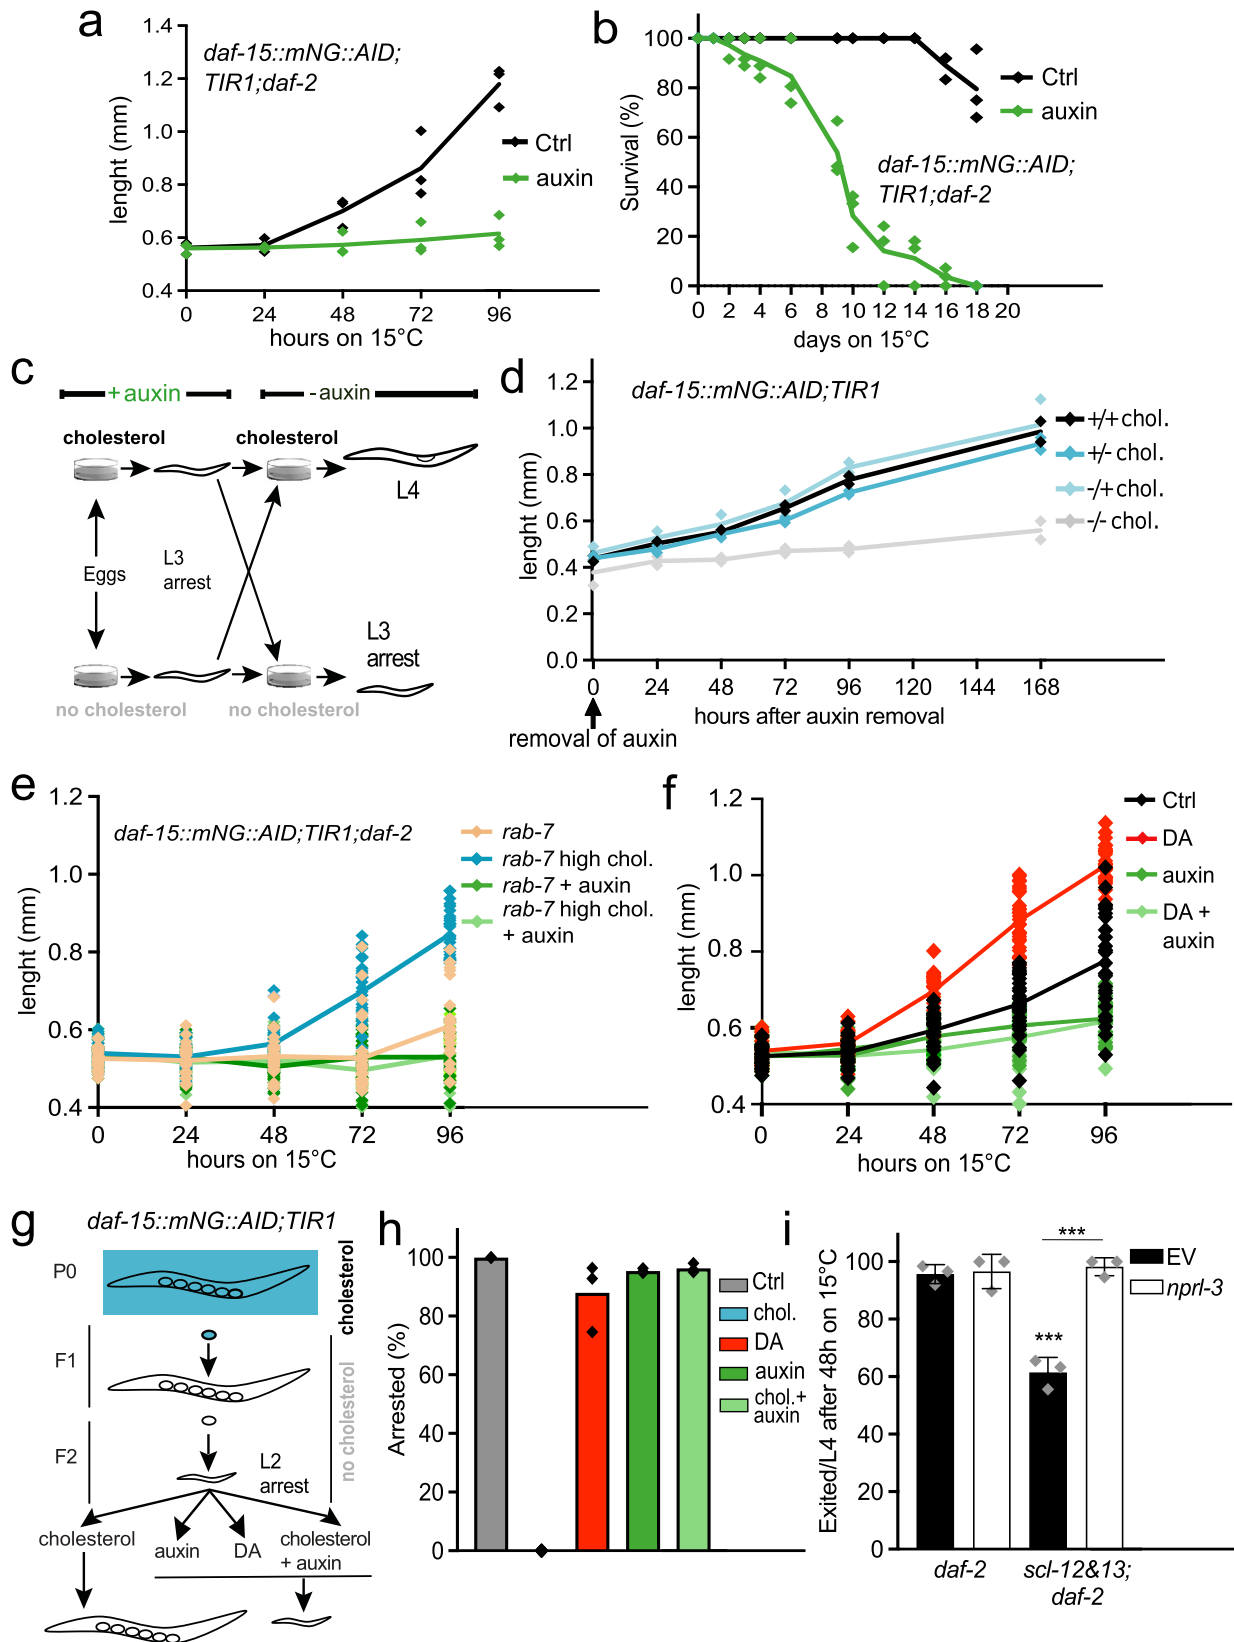 a
daf-15::mNG::AID;
TIR1;daf-2
lenght (mm)
1.4
1.2
1.0
0.8
0.6
0.4
Ctrl
auxin
0 24 48 72 96
hours on 15°C
b
Survival (%)
100
80
60
40
20
0
Ctrl
auxin
daf-15::mNG::AID;
TIR1;daf-2
0 2 4 6 8 10 12 14 16 18 20
days on 15°C
c
+ auxin
- auxin
cholesterol
cholesterol
L4
Eggs
L3
arrest
L3
arrest
no cholesterol
no cholesterol
d
daf-15::mNG::AID;TIR1
lenght (mm)
1.2
1.0
0.8
0.6
0.4
0.2
0.0
+/+ chol.
+/- chol.
-/+ chol.
-/- chol.
0 24 48 72 96 120 144 168
hours after auxin removal
removal of auxin
e
daf-15::mNG::AID;TIR1;daf-2
lenght (mm)
1.2
1.0
0.8
0.6
0.4
rab-7
rab-7 high chol.
rab-7 + auxin
rab-7 high chol.
+ auxin
0 24 48 72 96
hours on 15°C
f
lenght (mm)
1.2
1.0
0.8
0.6
0.4
Ctrl
DA
auxin
DA +
auxin
0 24 48 72 96
hours on 15°C
g
daf-15::mNG::AID;TIR1
P0
F1
F2
cholesterol
no cholesterol
L2
arrest
cholesterol
auxin
DA
cholesterol
+ auxin
h
Arrested (%)
100
80
60
40
20
0
Ctrl
chol.
DA
auxin
chol.+
auxin
i
Exited/L4 after 48h on 15°C
100
80
60
40
20
0
***
***
EV
nprl-3
daf-2
scl-12&13;
daf-2